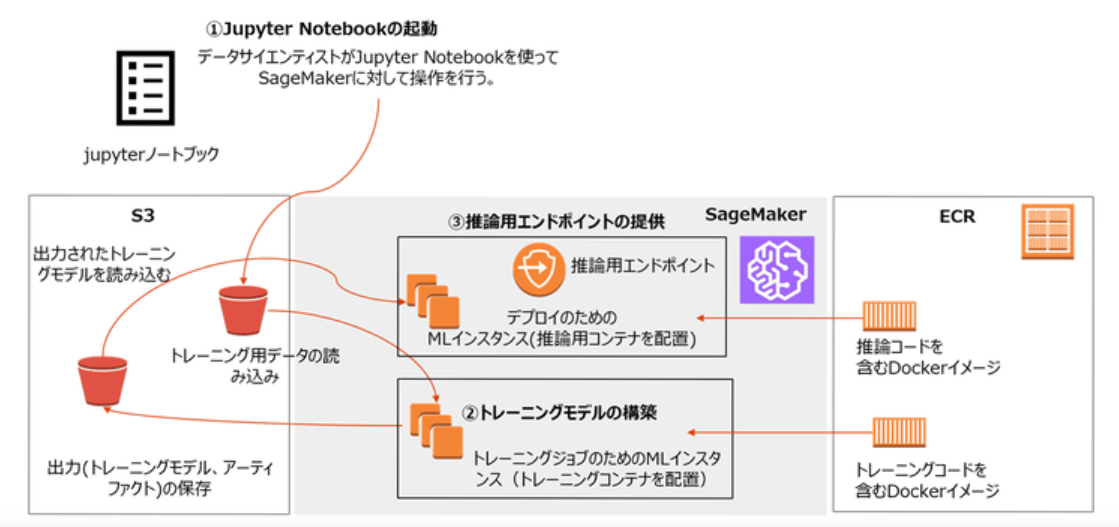 ①Jupyter Notebookの起動
データサイエンティストがJupyter Notebookを使って
SageMakerに対して操作を行う。
jupyterノートブック
S3
出力されたトレーニン
グモデルを読み込む
トレーニング用データの読
み込み
出力(トレーニングモデル、アーティ
ファクト)の保存
SageMaker
③推論用エンドポイントの提供
推論用エンドポイント
デプロイのための
MLインスタンス(推論用コンテナを配置)
②トレーニングモデルの構築
トレーニングジョブのためのMLインスタ
ンス（トレーニングコンテナを配置）
ECR
推論コードを
含むDockerイメージ
トレーニングコードを
含むDockerイメージ